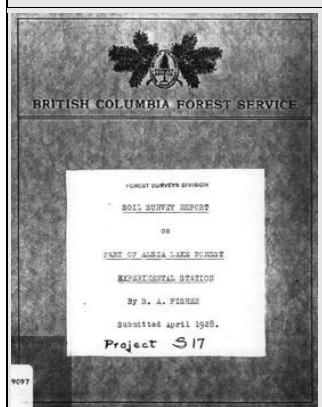 BRITISH COLUMBIA FOREST SERVICE
FOREST SURVEYS DIVISION
SOIL SURVEY REPORT
on
PART OF ALEZA LAKE FOREST
EXPERIMENTAL STATION
By R. A. FISHER
Submitted April 1928.
Project S17
9097